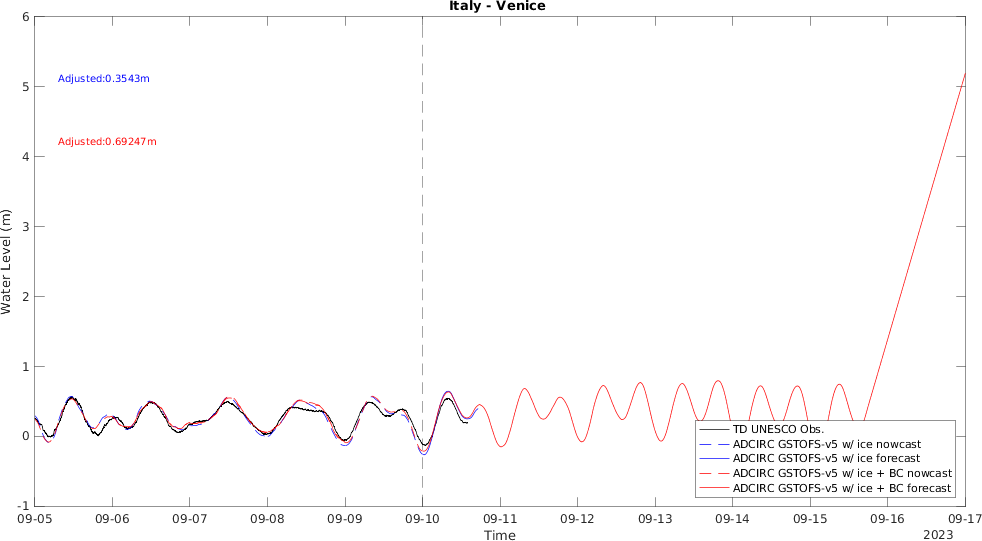 Italy - Venice
Adjusted:0.3543m
Adjusted:0.69247m
Water Level (m)
6
5
4
3
2
1
0
-1
TD UNESCO Obs.
ADCIRC GSTOFS-v5 w/ ice nowcast
ADCIRC GSTOFS-v5 w/ ice forecast
ADCIRC GSTOFS-v5 w/ ice + BC nowcast
ADCIRC GSTOFS-v5 w/ ice + BC forecast
09-05 09-06 09-07 09-08 09-09 09-10 09-11 09-12 09-13 09-14 09-15 09-16 09-17
Time
2023